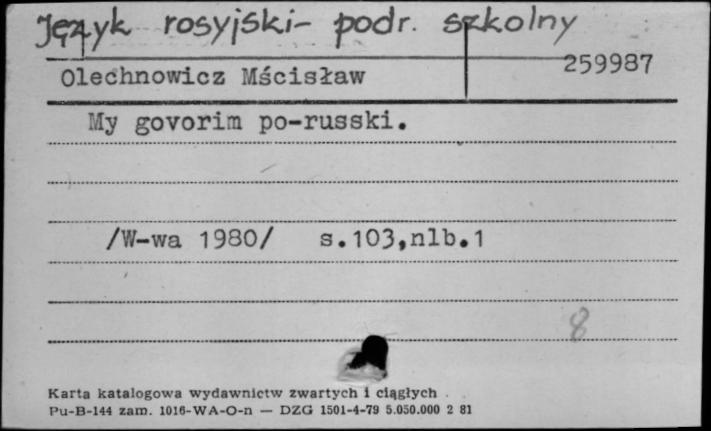 Język rosyjski- podr. szkolny
Olechnowicz Mścisław 259987
My govorim po-russki.
/W-wa 1980/ s.103,nlb.1
8
Karta katalogowa wydawnictw zwartych i ciągłych
Pu-B-144 zam. 1016-WA-O-n — DZG 1501-4-79 5.050.000 2 81